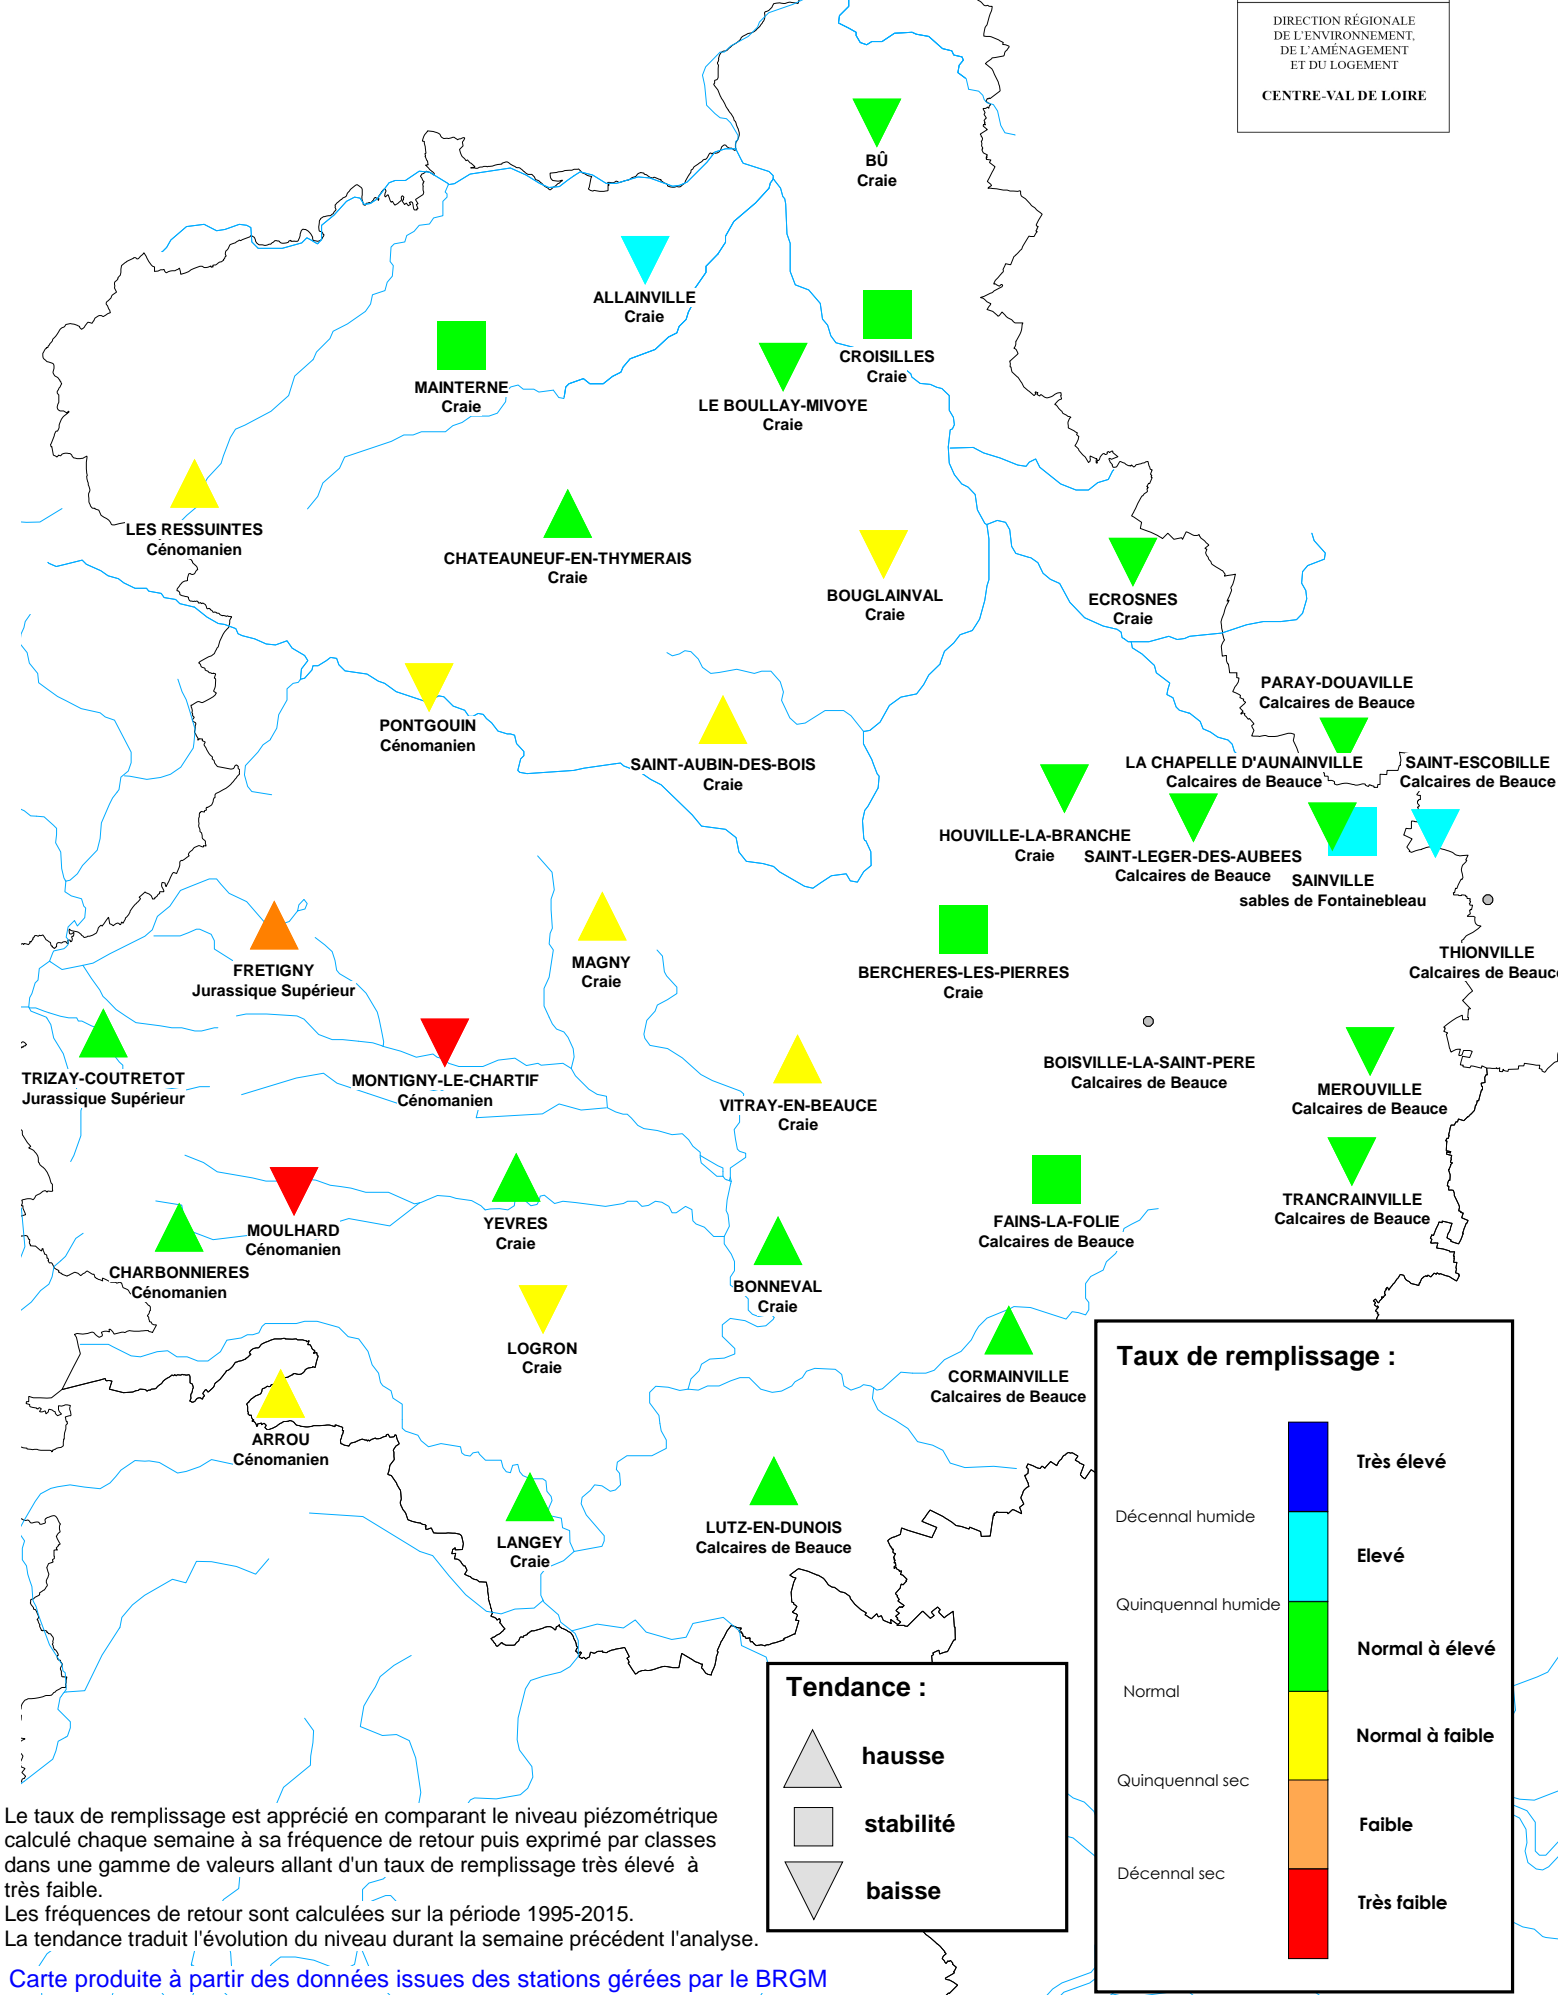 DIRECTION RÉGIONALE
DE L'ENVIRONNEMENT,
DE L'AMÉNAGEMENT
ET DU LOGEMENT
CENTRE-VAL DE LOIRE
BÛ
Craie
ALLAINVILLE
Craie
CROISILLES
Craie
MAINTERNE
Craie
LE BOULLAY-MIVOYE
Craie
LES RESSUINTES
Cénomanien
CHATEAUNEUF-EN-THYMERAIS
Craie
BOUGLAINVAL
Craie
ECROSNES
Craie
PARAY-DOUAVILLE
Calcaires de Beauce
PONTGOUIN
Cénomanien
SAINT-AUBIN-DES-BOIS
Craie
LA CHAPELLE D'AUNAINVILLE
Calcaires de Beauce
SAINT-ESCOBILLE
Calcaires de Beauce
HOUVILLE-LA-BRANCHE
Craie
SAINT-LEGER-DES-AUBEES
Calcaires de Beauce
SAINVILLE
sables de Fontainebleau
FRETIGNY
Jurassique Supérieur
MAGNY
Craie
BERCHERES-LES-PIERRES
Craie
THIONVILLE
Calcaires de Beauce
TRIZAY-COUTRETOT
Jurassique Supérieur
MONTIGNY-LE-CHARTIF
Cénomanien
VITRAY-EN-BEAUCE
Craie
BOISVILLE-LA-SAINT-PERE
Calcaires de Beauce
MEROUVILLE
Calcaires de Beauce
MOULHARD
Cénomanien
YEVRES
Craie
FAINS-LA-FOLIE
Calcaires de Beauce
TRANCRAINVILLE
Calcaires de Beauce
CHARBONNIERES
Cénomanien
BONNEVAL
Craie
LOGRON
Craie
CORMAINVILLE
Calcaires de Beauce
ARROU
Cénomanien
LANGEY
Craie
LUTZ-EN-DUNOIS
Calcaires de Beauce
Taux de remplissage :
Très élevé
Décennal humide
Elevé
Quinquennal humide
Normal à élevé
Normal
Normal à faible
Quinquennal sec
Faible
Décennal sec
Très faible
Tendance :
hausse
stabilité
baisse
Le taux de remplissage est apprécié en comparant le niveau piézométrique
calculé chaque semaine à sa fréquence de retour puis exprimé par classes
dans une gamme de valeurs allant d'un taux de remplissage très élevé à
très faible.
Les fréquences de retour sont calculées sur la période 1995-2015.
La tendance traduit l'évolution du niveau durant la semaine précédent l'analyse.
Carte produite à partir des données issues des stations gérées par le BRGM